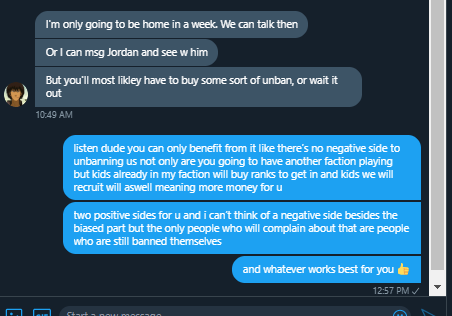 I'm only going to be home in a week. We can talk then
Or I can msg Jordan and see w him
But you'll most likley have to buy some sort of unban, or wait it
out
10:49 AM
listen dude you can only benefit from it like there's no negative side to
unbanning us not only are you going to have another faction playing
but kids already in my faction will buy ranks to get in and kids we will
recruit will aswell meaning more money for u
two positive sides for u and i can't think of a negative side besides the
biased part but the only people who will complain about that are people
who are still banned themselves
and whatever works best for you 👍
12:57 PM ✓
GIF
Start a new message